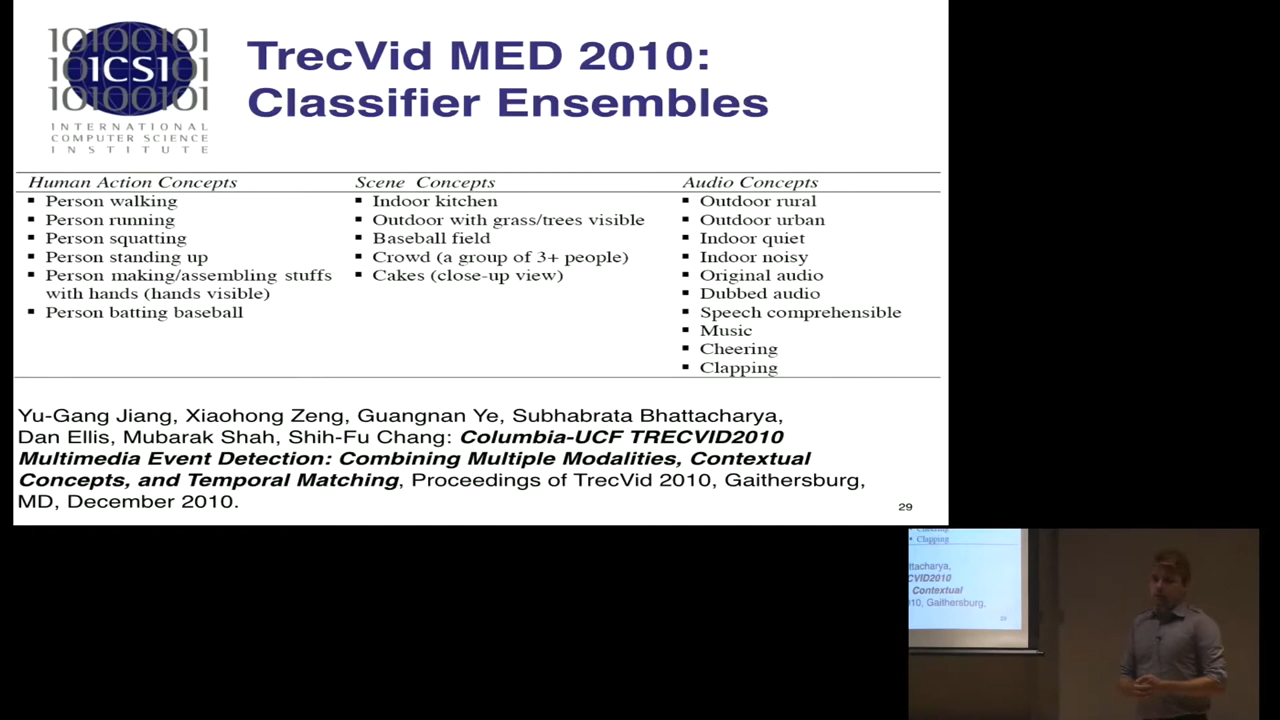 10100101
101ICSI101
10100101
INTERNATIONAL
COMPUTER SCIENCE
INSTITUTE
TrecVid MED 2010:
Classifier Ensembles
Human Action Concepts
▪ Person walking
▪ Person running
▪ Person squatting
▪ Person standing up
▪ Person making/assembling stuffs
with hands (hands visible)
▪ Person batting baseball
Scene Concepts
▪ Indoor kitchen
▪ Outdoor with grass/trees visible
▪ Baseball field
▪ Crowd (a group of 3+ people)
▪ Cakes (close-up view)
Audio Concepts
▪ Outdoor rural
▪ Outdoor urban
▪ Indoor quiet
▪ Indoor noisy
▪ Original audio
▪ Dubbed audio
▪ Speech comprehensible
▪ Music
▪ Cheering
▪ Clapping
Yu-Gang Jiang, Xiaohong Zeng, Guangnan Ye, Subhabrata Bhattacharya,
Dan Ellis, Mubarak Shah, Shih-Fu Chang: Columbia-UCF TRECVID2010
Multimedia Event Detection: Combining Multiple Modalities, Contextual
Concepts, and Temporal Matching, Proceedings of TrecVid 2010, Gaithersburg,
MD, December 2010.
29
• Clapping
ttacharya,
CVID2010
Contextual
10, Gaithersburg,